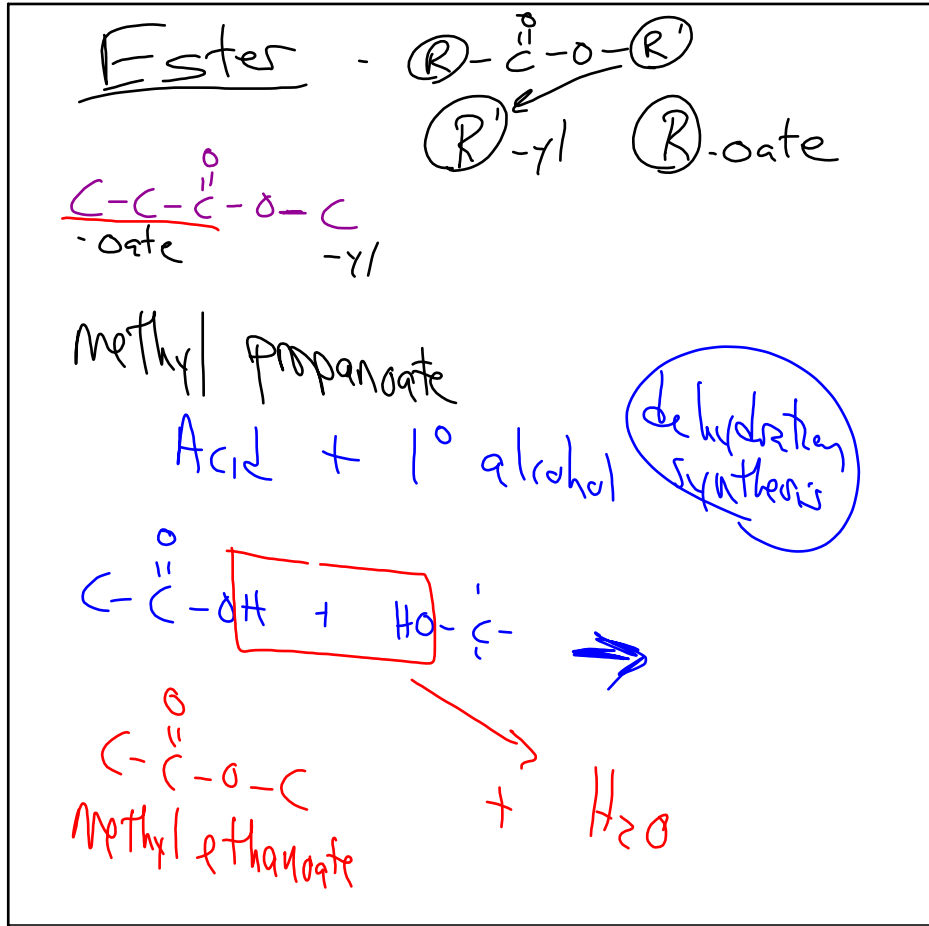 Ester - R-C-O-R'
O
||
R'-yl R-oate
O
||
C-C-C-O-C
-oate -yl
methyl propanoate
Acid + 1° alcohol
dehydration
synthesis
O
||
C-C-OH + HO-C-
→
O
||
C-C-O-C
+ H2O
Methyl ethanoate